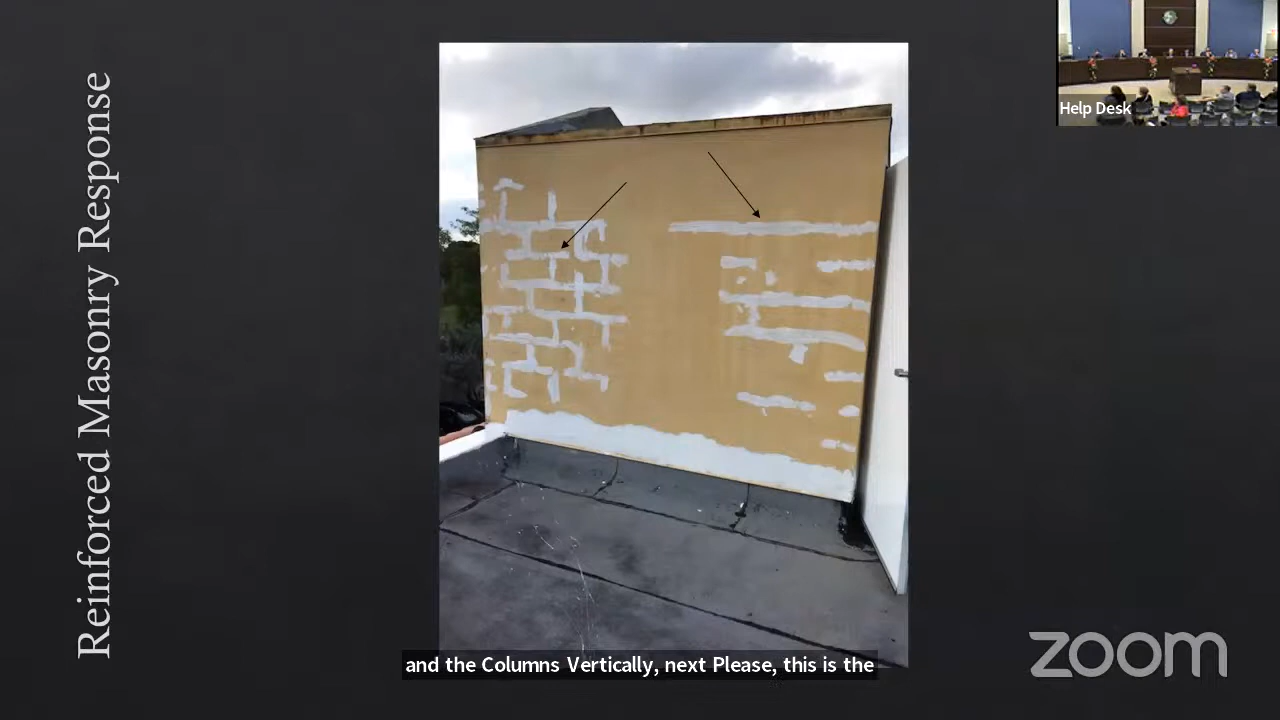 Reinforced Masonry Response
Help Desk
and the Columns Vertically, next Please, this is the
zoom